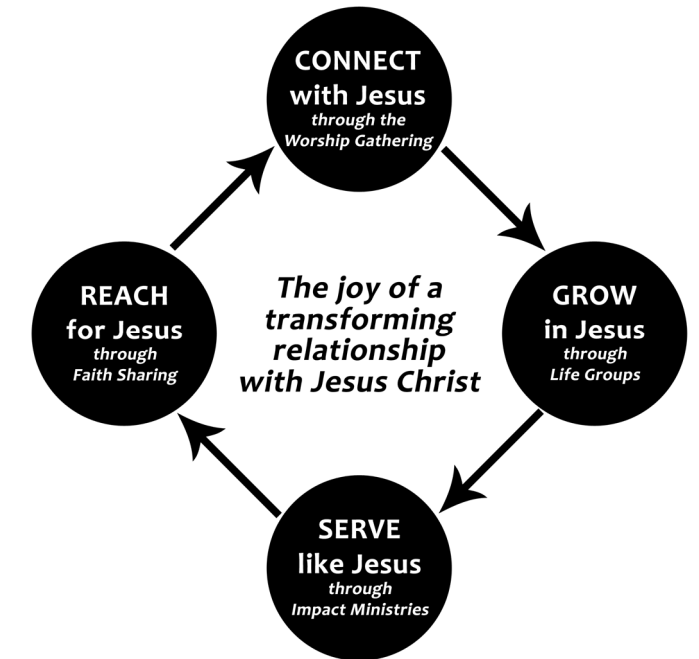 CONNECT
with Jesus
through the
Worship Gathering
GROW
in Jesus
through
Life Groups
SERVE
like Jesus
through
Impact Ministries
REACH
for Jesus
through
Faith Sharing
The joy of a
transforming
relationship
with Jesus Christ